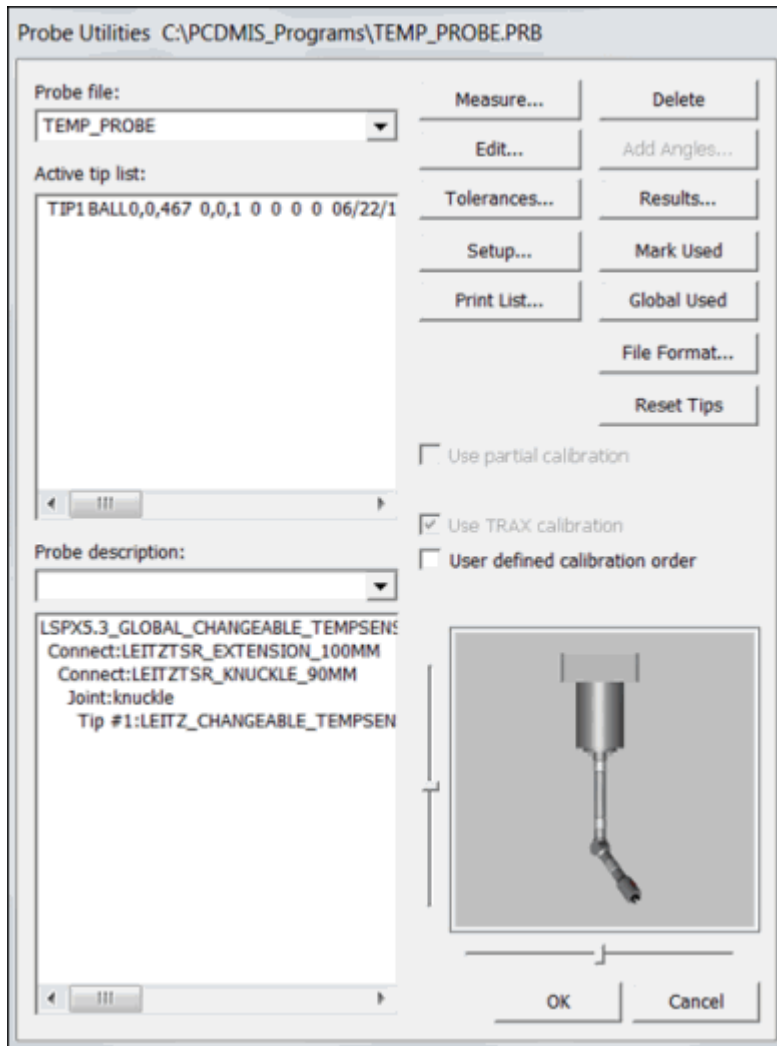 Probe Utilities C:\PCDMIS_Programs\TEMP_PROBE.PRB
Probe file:
TEMP_PROBE
Active tip list:
TIP1 BALL0,0,467 0,0,1 0 0 0 0 06/22/1
Measure...
Delete
Edit...
Add Angles...
Tolerances...
Results...
Setup...
Mark Used
Print List...
Global Used
File Format...
Reset Tips
Use partial calibration
Use TRAX calibration
User defined calibration order
Probe description:
LSPX5.3_GLOBAL_CHANGEABLE_TEMPSENS
Connect:LEITZTSR_EXTENSION_100MM
Connect:LEITZTSR_KNUCKLE_90MM
Joint:knuckle
Tip #1:LEITZ_CHANGEABLE_TEMPSEN
OK
Cancel